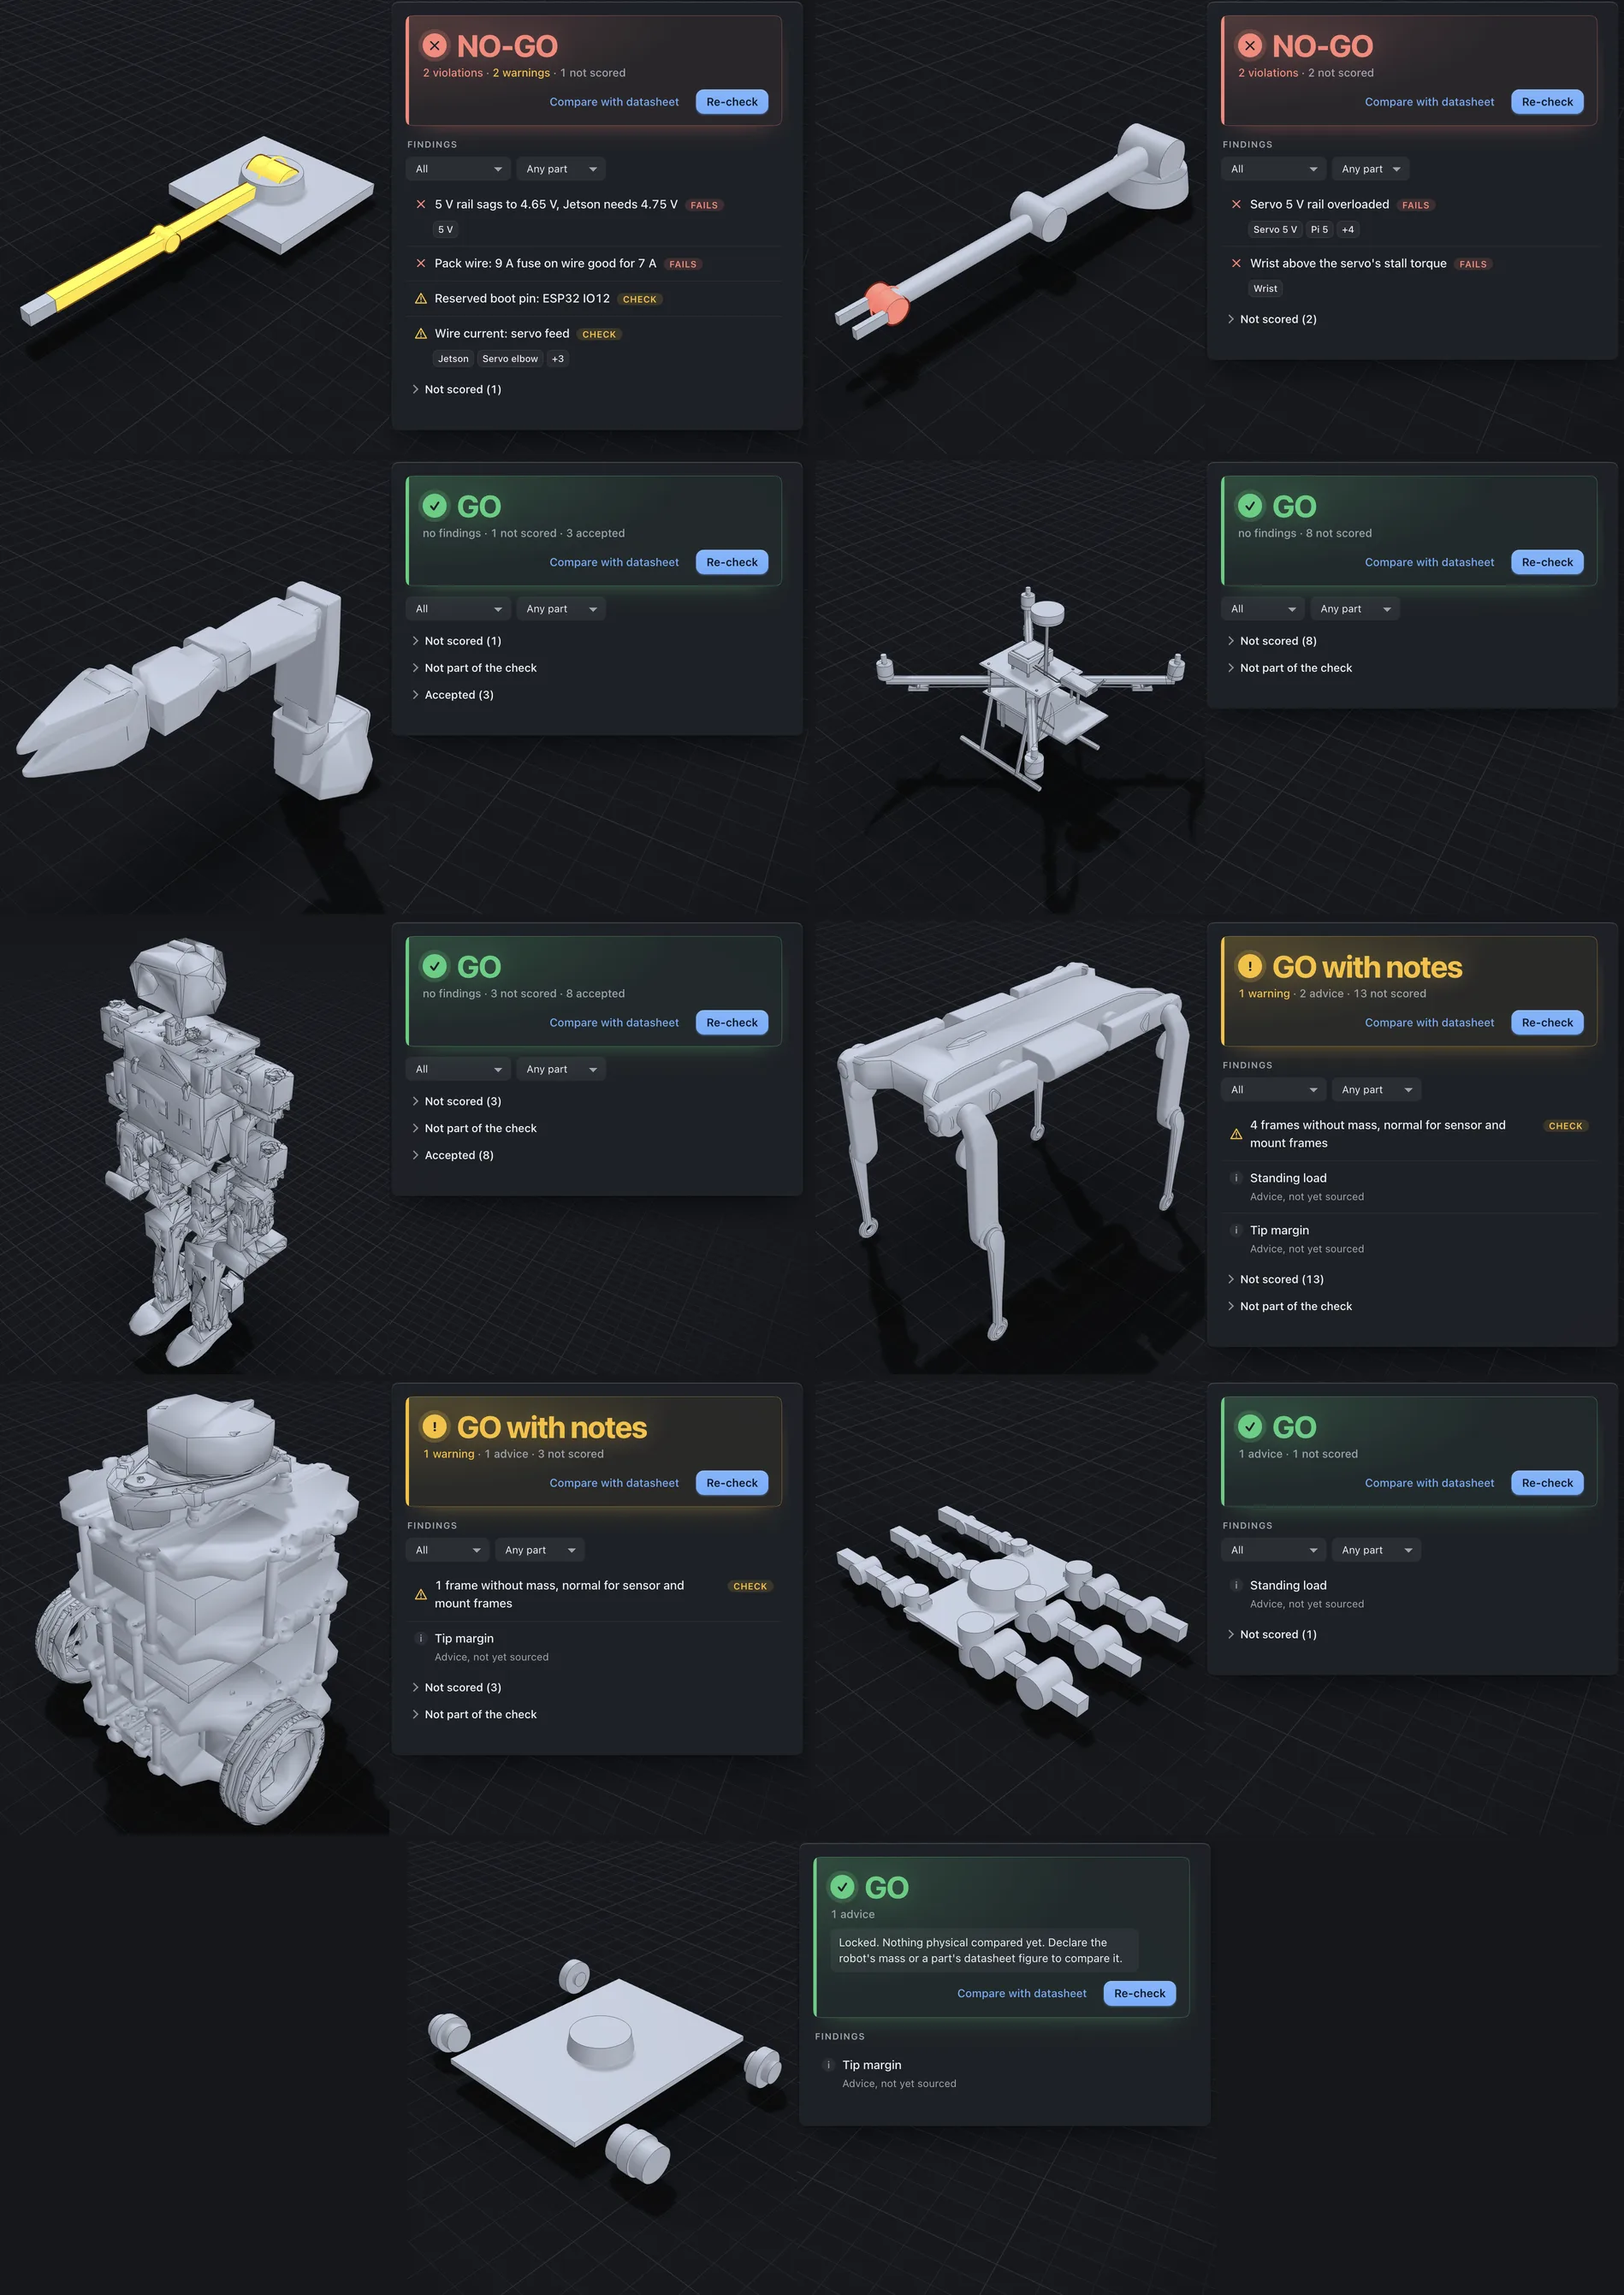 NO-GO
2 violations · 2 warnings · 1 not scored
Compare with datasheet Re-check
FINDINGS
All Any part
5 V rail sags to 4.65 V, Jetson needs 4.75 V FAILS
5 V
Pack wire: 9 A fuse on wire good for 7 A FAILS
Reserved boot pin: ESP32 IO12 CHECK
Wire current: servo feed CHECK
Jetson Servo elbow +3
Not scored (1)
NO-GO
2 violations · 2 not scored
Compare with datasheet Re-check
FINDINGS
All Any part
Servo 5 V rail overloaded FAILS
Servo 5 V Pi 5 +4
Wrist above the servo's stall torque FAILS
Wrist
Not scored (2)
GO
no findings · 1 not scored · 3 accepted
Compare with datasheet Re-check
All Any part
Not scored (1)
Not part of the check
Accepted (3)
GO
no findings · 8 not scored
Compare with datasheet Re-check
All Any part
Not scored (8)
Not part of the check
GO
no findings · 3 not scored · 8 accepted
Compare with datasheet Re-check
All Any part
Not scored (3)
Not part of the check
Accepted (8)
GO with notes
1 warning · 2 advice · 13 not scored
Compare with datasheet Re-check
FINDINGS
All Any part
4 frames without mass, normal for sensor and CHECK
mount frames
Standing load
Advice, not yet sourced
Tip margin
Advice, not yet sourced
Not scored (13)
Not part of the check
GO with notes
1 warning · 1 advice · 3 not scored
Compare with datasheet Re-check
FINDINGS
All Any part
1 frame without mass, normal for sensor and CHECK
mount frames
Tip margin
Advice, not yet sourced
Not scored (3)
Not part of the check
GO
1 advice · 1 not scored
Compare with datasheet Re-check
FINDINGS
All Any part
Standing load
Advice, not yet sourced
Not scored (1)
GO
1 advice
Locked. Nothing physical compared yet. Declare the
robot's mass or a part's datasheet figure to compare it.
Compare with datasheet Re-check
FINDINGS
Tip margin
Advice, not yet sourced